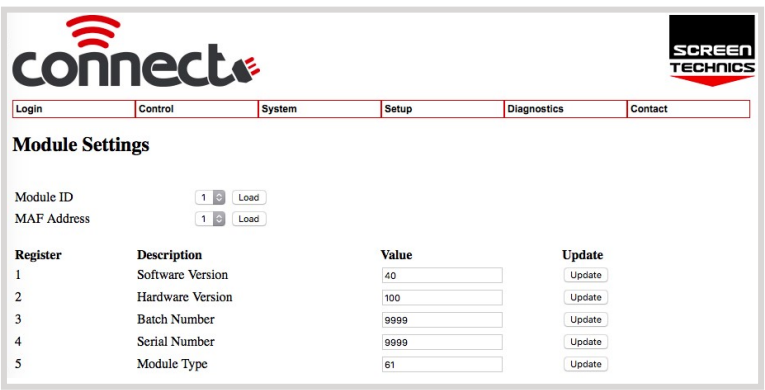 connect
SCREEN
TECHNICS
Login Control System Setup Diagnostics Contact
Module Settings
Module ID 1 Load
MAF Address 1 Load
Register Description Value Update
1 Software Version 40 Update
2 Hardware Version 100 Update
3 Batch Number 9999 Update
4 Serial Number 9999 Update
5 Module Type 61 Update